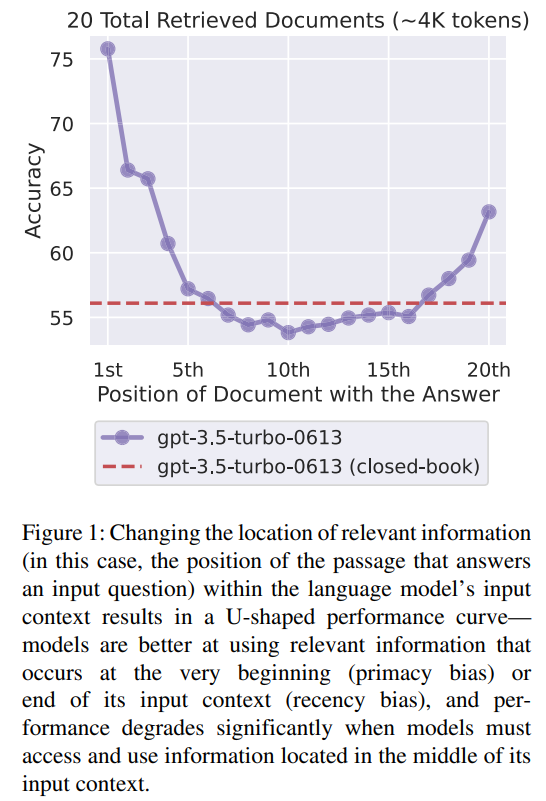 20 Total Retrieved Documents (~4K tokens)
75
70
65
60
55
Accuracy
1st 5th 10th 15th 20th
Position of Document with the Answer
gpt-3.5-turbo-0613
gpt-3.5-turbo-0613 (closed-book)
Figure 1: Changing the location of relevant information
(in this case, the position of the passage that answers
an input question) within the language model’s input
context results in a U-shaped performance curve—
models are better at using relevant information that
occurs at the very beginning (primacy bias) or
end of its input context (recency bias), and per-
formance degrades significantly when models must
access and use information located in the middle of its
input context.